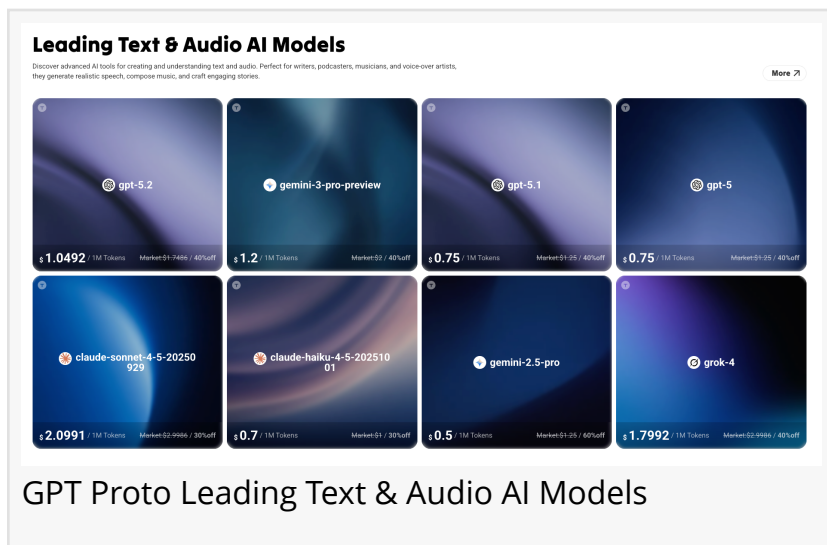 Leading Text & Audio AI Models
Discover advanced AI tools for creating and understanding text and audio. Perfect for writers, podcasters, musicians, and voice-over artists,
they generate realistic speech, compose music, and craft engaging stories.
More
gpt-5.2
$1.0492 / 1M Tokens Market:$1.7486 / 40%off
gemini-3-pro-preview
$1.2 / 1M Tokens Market:$2 / 40%off
gpt-5.1
$0.75 / 1M Tokens Market:$1.25 / 40%off
gpt-5
$0.75 / 1M Tokens Market:$1.25 / 40%off
claude-sonnet-4-5-20250
929
$2.0991 / 1M Tokens Market:$2.9986 / 30%off
claude-haiku-4-5-202510
01
$0.7 / 1M Tokens Market:$1 / 30%off
gemini-2.5-pro
$0.5 / 1M Tokens Market:$1.25 / 60%off
grok-4
$1.7992 / 1M Tokens Market:$2.9986 / 40%off
GPT Proto Leading Text & Audio AI Models